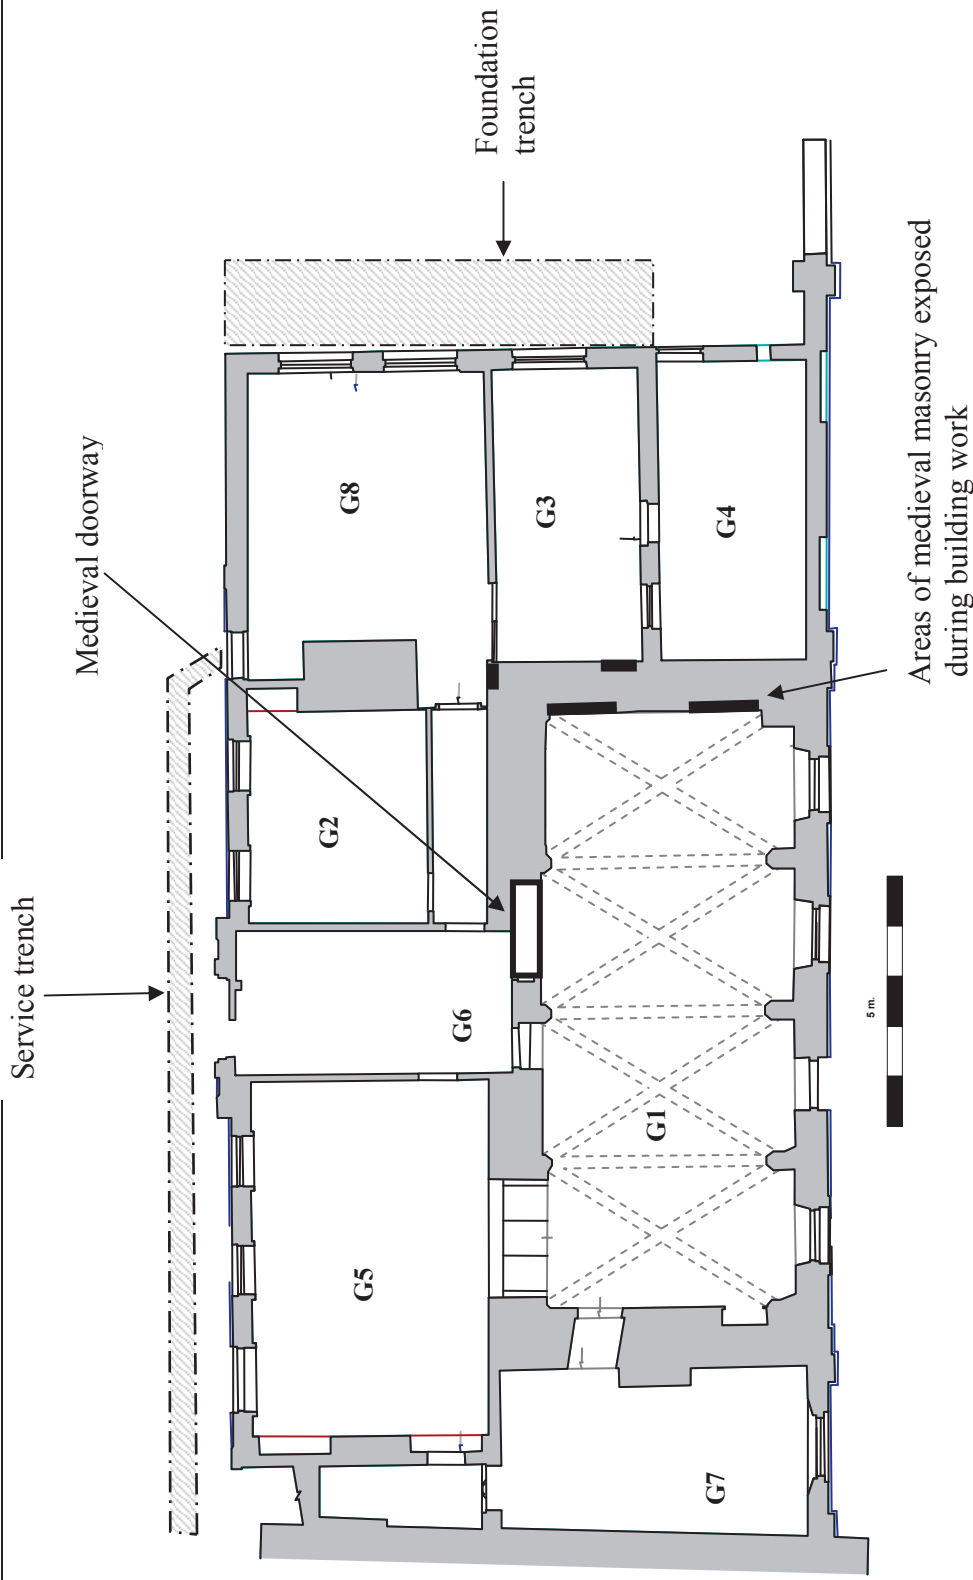 Service trench
Medieval doorway
Foundation
trench
G8
G3
G4
G2
G6
G1
G5
G7
5 m.
Areas of medieval masonry exposed
during building work